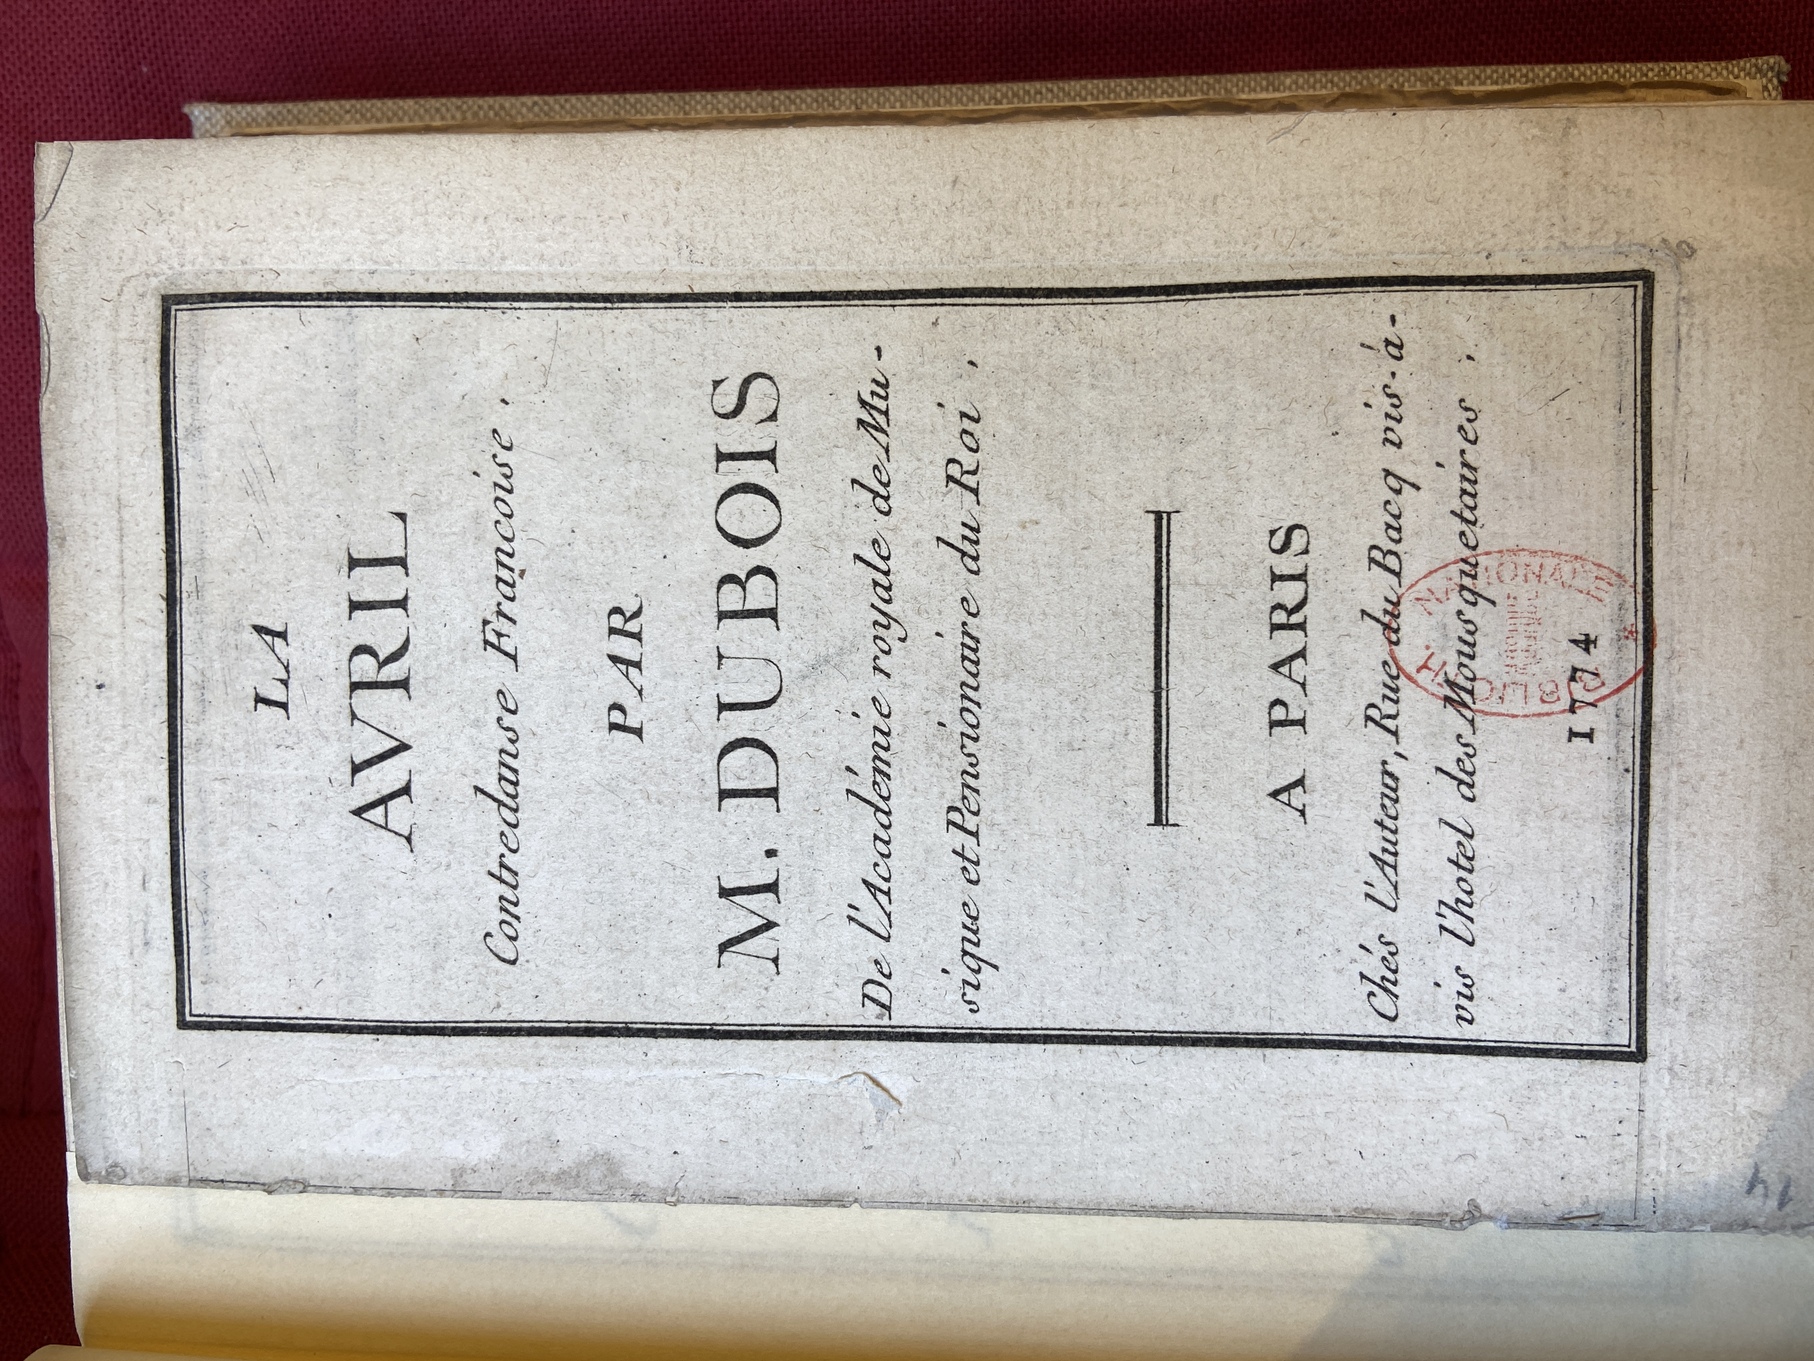 LA
AVRIL
Contredanse Françoise.
PAR
M. DUBOIS
De l'Académie royale de Mu-
sique et Pensionaire du Roi.
A PARIS
Chés l'Auteur, Rue du Bacq vis-à-
vis l'hotel des Mousquetaires.
1774